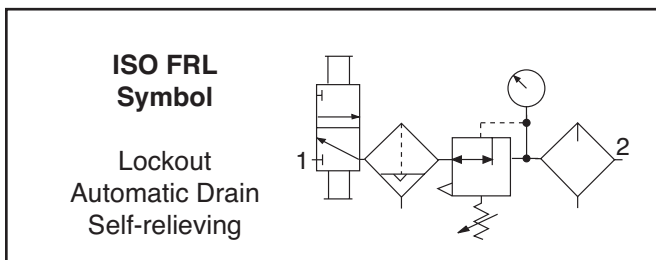 ISO FRL
Symbol
Lockout
Automatic Drain
Self-relieving
1
2